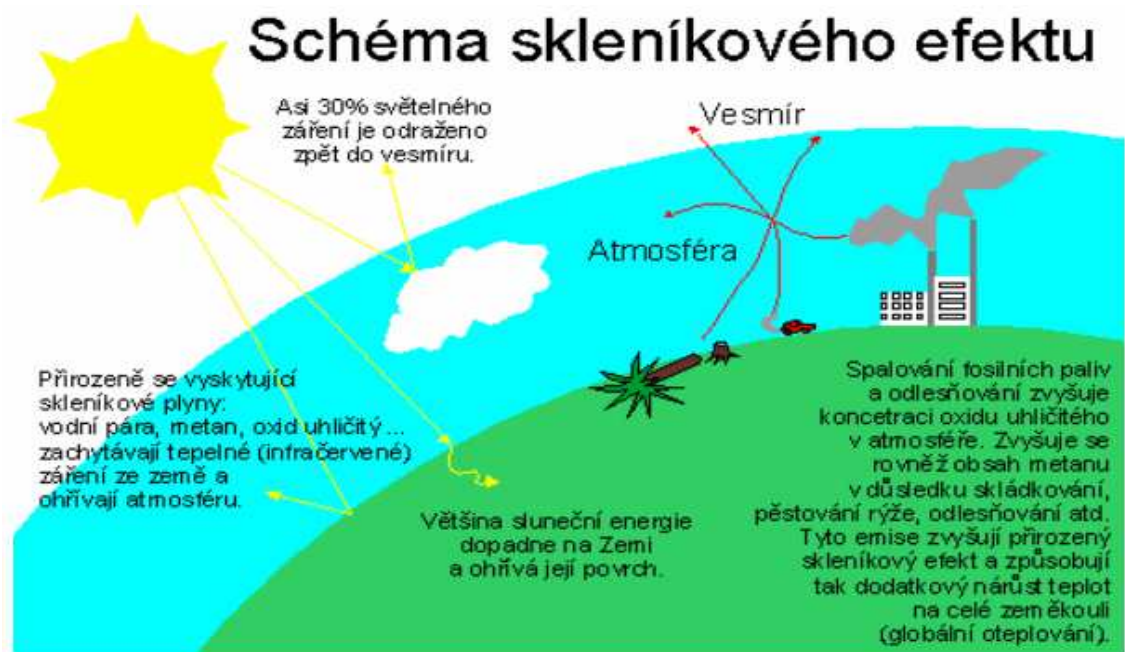 Schéma skleníkového efektu
Asi 30% světelného
záření je odraženo
zpět do vesmíru.
Vesmír
Atmosféra
Přirozeně se vyskytující
skleníkové plyny:
vodní pára, metan, oxid uhličitý ...
zachytávají tepelné (infračervené)
záření ze země a
ohřívají atmosféru.
Většina sluneční energie
dopadne na Zemi
a ohřívá její povrch.
Spalování fosilních paliv
a odlesňování zvyšuje
koncetraci oxidu uhličitého
v atmosféře. Zvyšuje se
rovněž obsah metanu
v důsledku skládkování,
pěstování rýže, odlesňování atd.
Tyto emise zvyšují přirozený
skleníkový efekt a způsobují
tak dodatkový nárůst teplot
na celé zeměkouli
(globální oteplování).